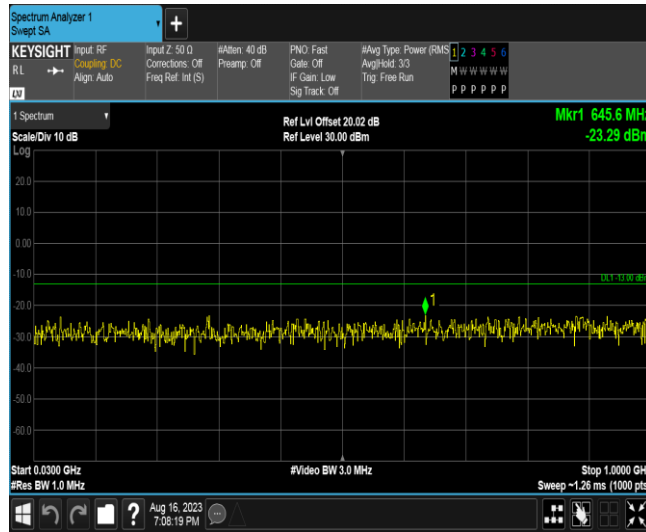 Spectrum Analyzer 1
Swept SA
+
KEYSIGHT Input: RF Input Z: 50 Ω #Atten: 40 dB PNO: Fast #Avg Type: Power (RMS 1 2 3 4 5 6
RL Coupling: DC Corrections: Off Preamp: Off Gate: Off Avg|Hold: 3/3 M W W W W W
Align: Auto Freq Ref: Int (S) IF Gain: Low Trig: Free Run
Sig Track: Off P P P P P P
LXI
1 Spectrum Ref Lvl Offset 20.02 dB Mkr1 645.6 MHz
Scale/Div 10 dB Ref Level 30.00 dBm -23.29 dBm
Log
20.0
10.0
0.00
-10.0
DL1 -13.00 dBm
1
-20.0
-30.0
-40.0
-50.0
-60.0
Start 0.0300 GHz #Video BW 3.0 MHz Stop 1.0000 GH
#Res BW 1.0 MHz Sweep ~1.26 ms (1000 pts
? Aug 16, 2023
7:08:19 PM